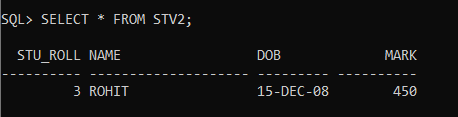 SQL> SELECT * FROM STV2;
  STU_ROLL NAME                 DOB             MARK
---------- -------------------- --------- ----------
         3 ROHIT                15-DEC-08        450